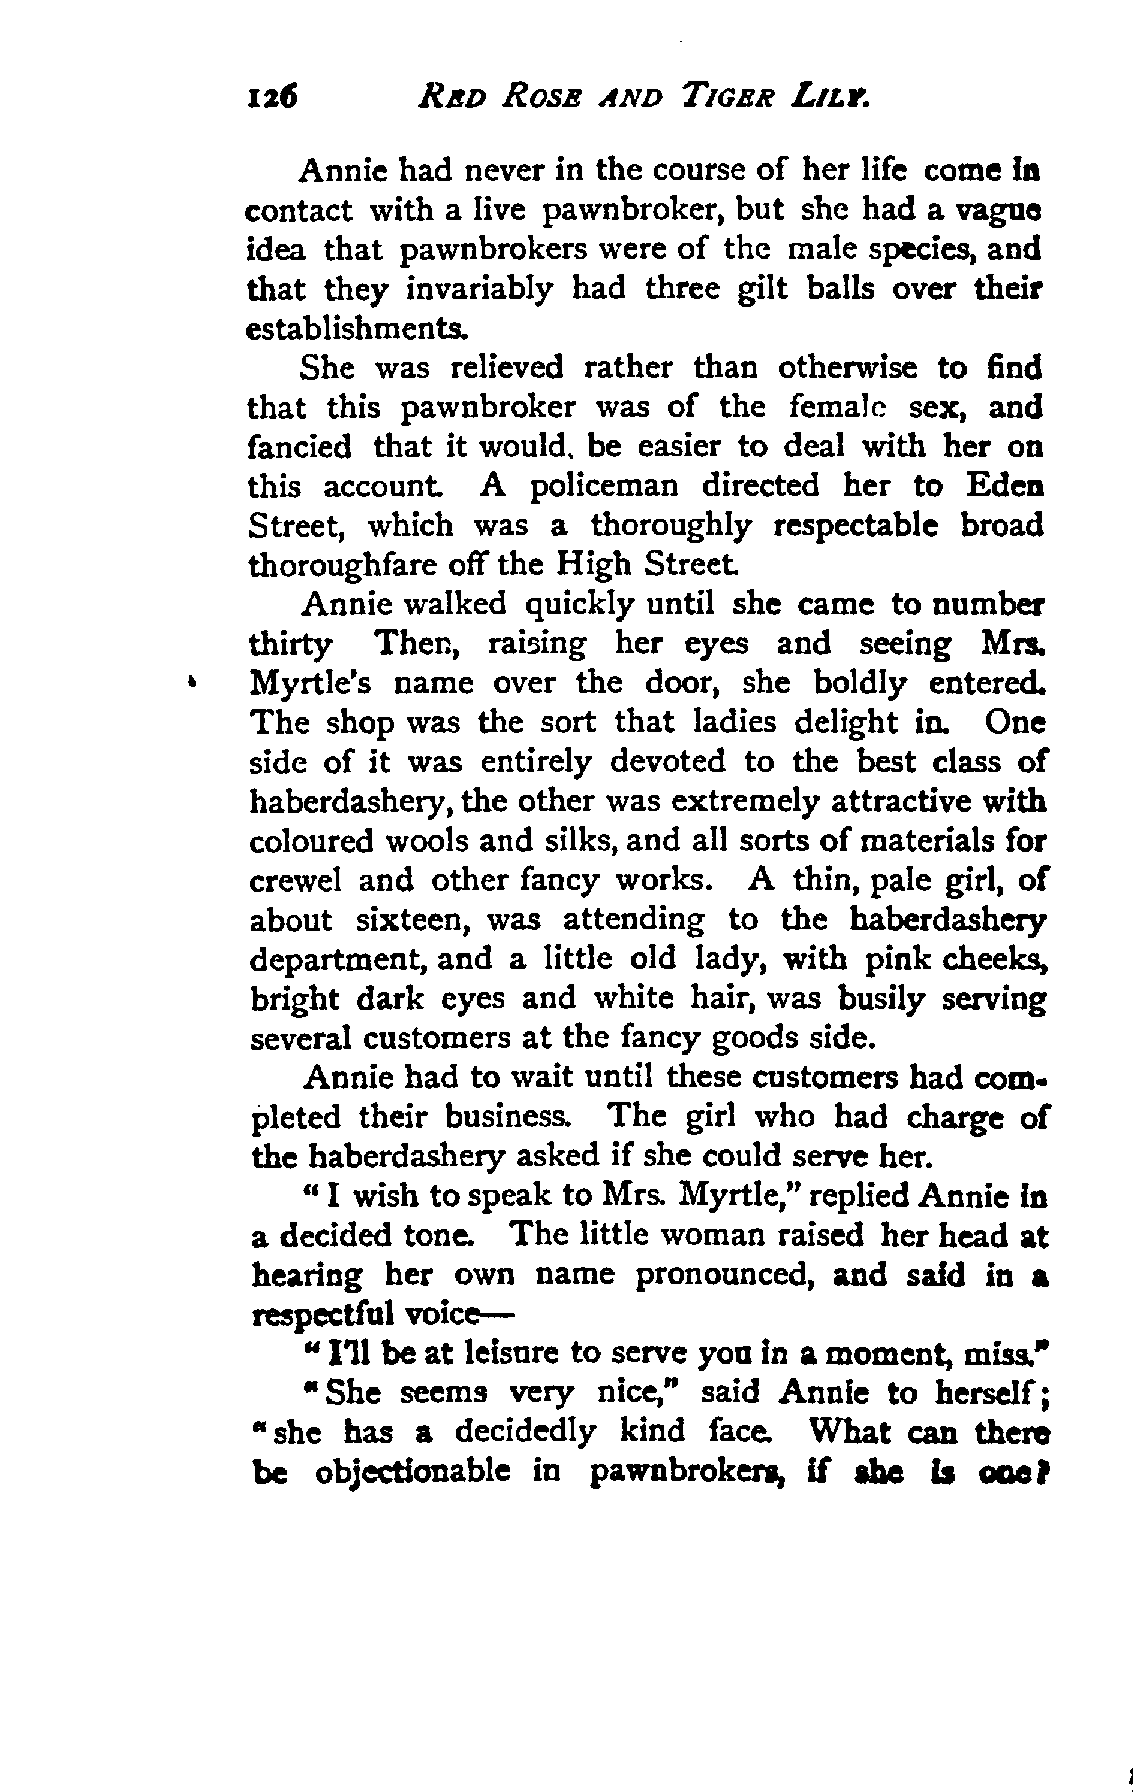 126 RED ROSE AND TIGER LILY.
Annie had never in the course of her life come in
contact with a live pawnbroker, but she had a vague
idea that pawnbrokers were of the male species, and
that they invariably had three gilt balls over their
establishments.
She was relieved rather than otherwise to find
that this pawnbroker was of the female sex, and
fancied that it would. be easier to deal with her on
this account. A policeman directed her to Eden
Street, which was a thoroughly respectable broad
thoroughfare off the High Street.
Annie walked quickly until she came to number
thirty Then, raising her eyes and seeing Mrs.
Myrtle's name over the door, she boldly entered.
The shop was the sort that ladies delight in. One
side of it was entirely devoted to the best class of
haberdashery, the other was extremely attractive with
coloured wools and silks, and all sorts of materials for
crewel and other fancy works. A thin, pale girl, of
about sixteen, was attending to the haberdashery
department, and a little old lady, with pink cheeks,
bright dark eyes and white hair, was busily serving
several customers at the fancy goods side.
Annie had to wait until these customers had com-
pleted their business. The girl who had charge of
the haberdashery asked if she could serve her.
"I wish to speak to Mrs. Myrtle," replied Annie in
a decided tone. The little woman raised her head at
hearing her own name pronounced, and said in a
respectful voice—
"I'll be at leisure to serve you in a moment, miss."
"She seems very nice," said Annie to herself;
"she has a decidedly kind face. What can there
be objectionable in pawnbrokers, if she is one?